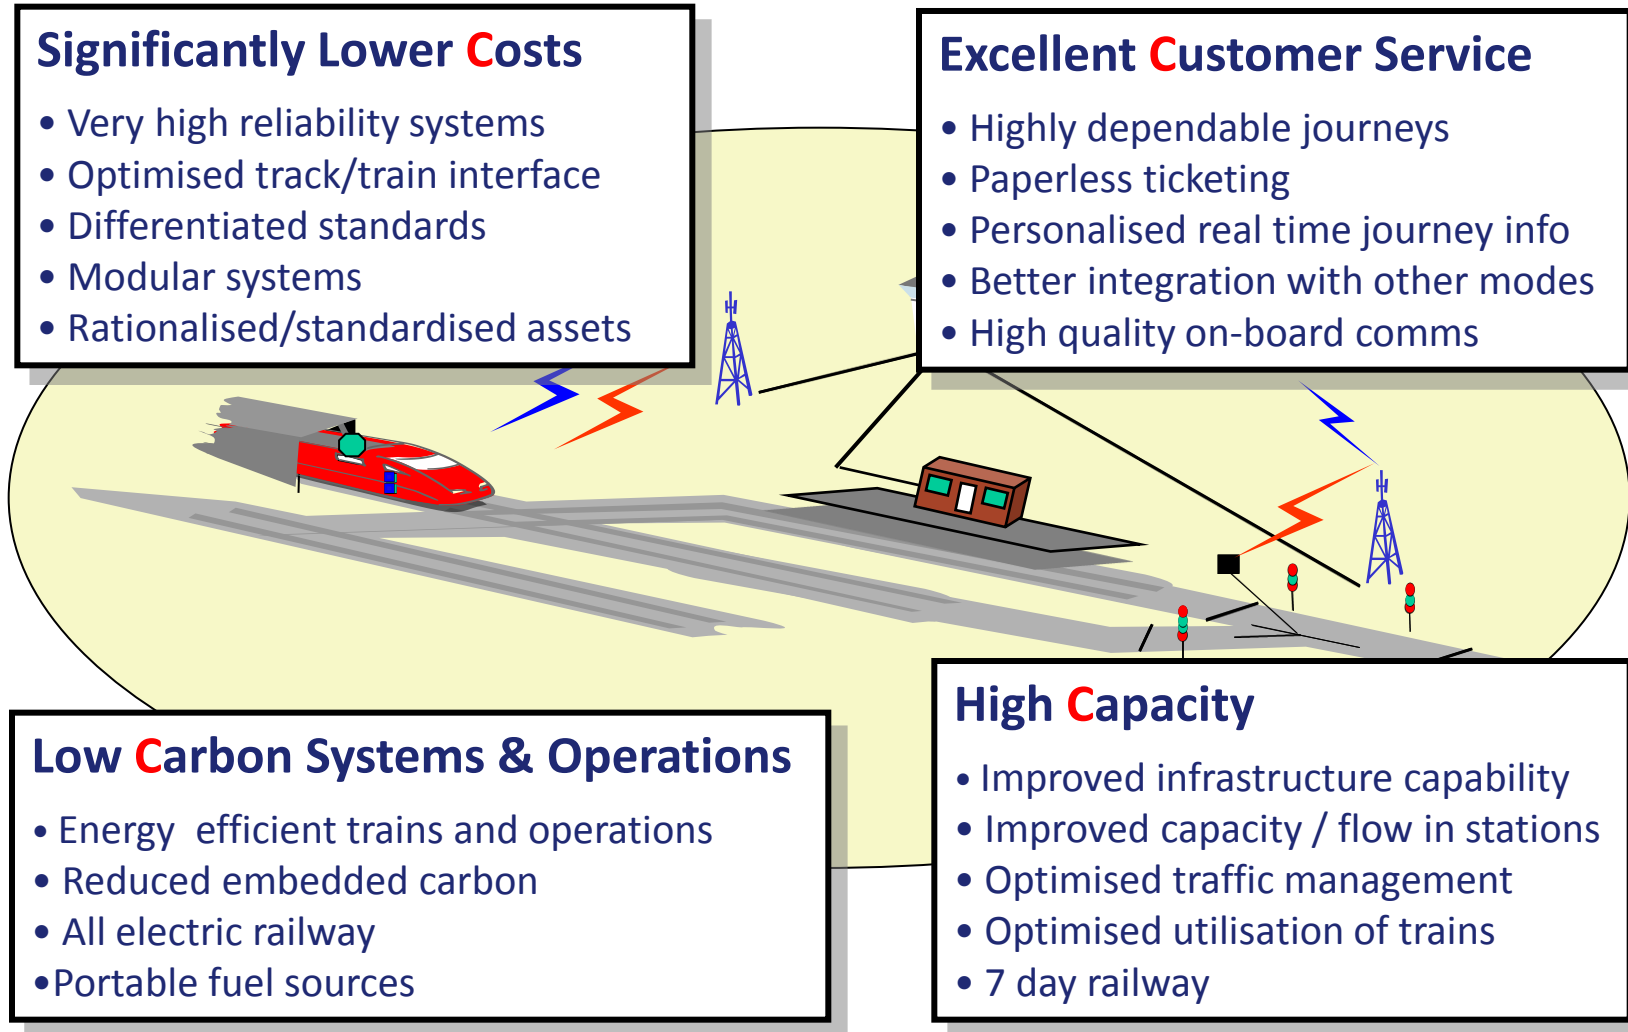 Significantly Lower Costs
• Very high reliability systems
• Optimised track/train interface
• Differentiated standards
• Modular systems
• Rationalised/standardised assets
Excellent Customer Service
• Highly dependable journeys
• Paperless ticketing
• Personalised real time journey info
• Better integration with other modes
• High quality on-board comms
Low Carbon Systems & Operations
• Energy  efficient trains and operations
• Reduced embedded carbon
• All electric railway
•Portable fuel sources
High Capacity
• Improved infrastructure capability
• Improved capacity / flow in stations
• Optimised traffic management
• Optimised utilisation of trains
• 7 day railway